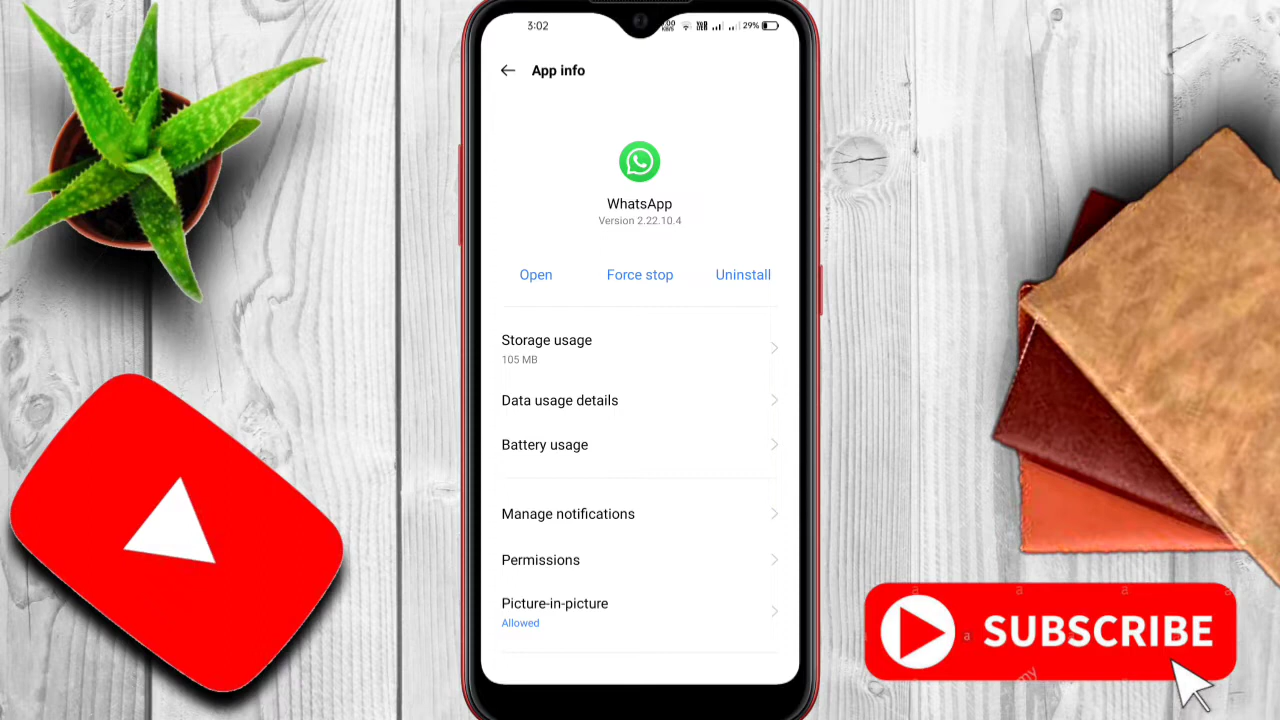 3:02
29%
App info
WhatsApp
Version 2.22.10.4
Open
Force stop
Uninstall
Storage usage
105 MB
Data usage details
Battery usage
Manage notifications
Permissions
Picture-in-picture
Allowed
a a a a
SUBSCRIBE
a
my